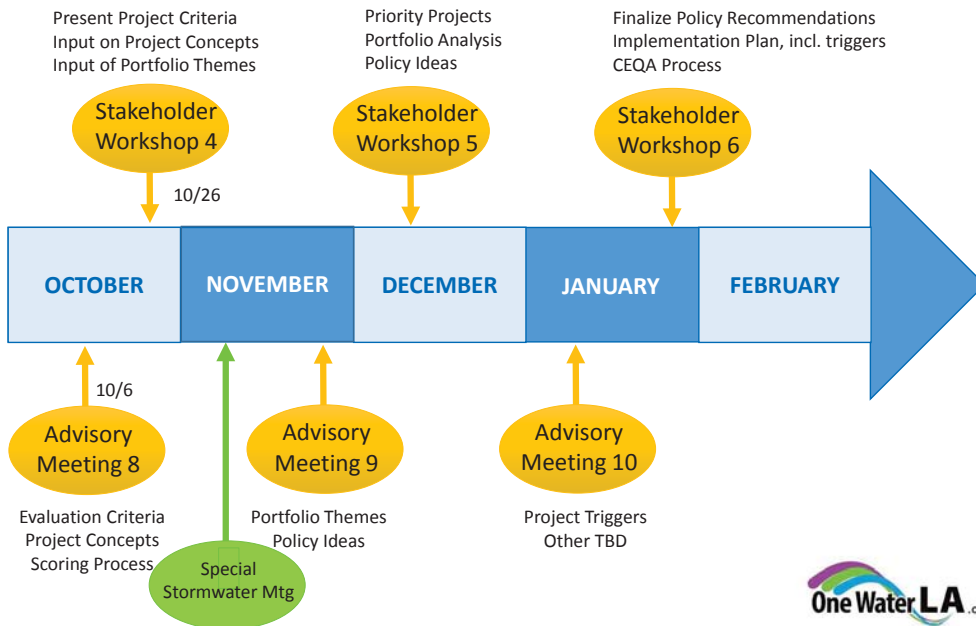 Present Project Criteria
Input on Project Concepts
Input of Portfolio Themes
Priority Projects
Portfolio Analysis
Policy Ideas
Finalize Policy Recommendations
Implementation Plan, incl. triggers
CEQA Process
Stakeholder
Workshop 4
Stakeholder
Workshop 5
Stakeholder
Workshop 6
10/26
OCTOBER
NOVEMBER
DECEMBER
JANUARY
FEBRUARY
10/6
Advisory
Meeting 8
Advisory
Meeting 9
Advisory
Meeting 10
Evaluation Criteria
Project Concepts
Scoring Process
Portfolio Themes
Policy Ideas
Project Triggers
Other TBD
Special
Stormwater Mtg
One Water LA